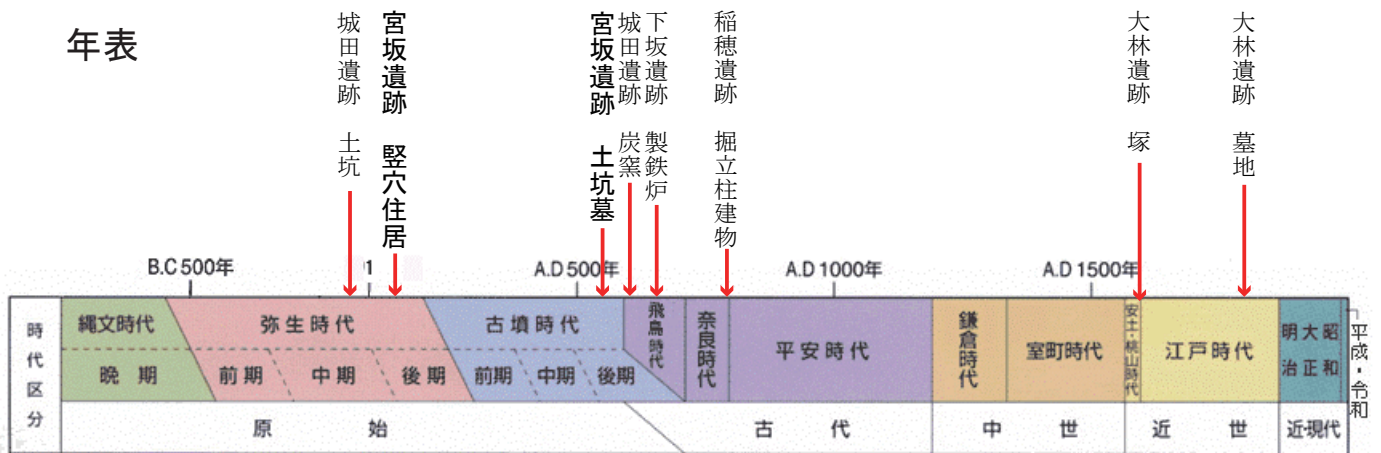 年表
城田遺跡　土坑
宮坂遺跡　竪穴住居
宮坂遺跡　土坑墓
城田遺跡　炭窯
下坂遺跡　製鉄炉
稲穂遺跡　掘立柱建物
大林遺跡　塚
大林遺跡　墓地
B.C 500年
1
A.D 500年
A.D 1000年
A.D 1500年
時代区分
縄文時代
弥生時代
古墳時代
飛鳥時代
奈良時代
平安時代
鎌倉時代
室町時代
安土・桃山時代
江戸時代
明治
大正
昭和
平成・令和
晩期
前期
中期
後期
前期
中期
後期
原始
古代
中世
近世
近・現代